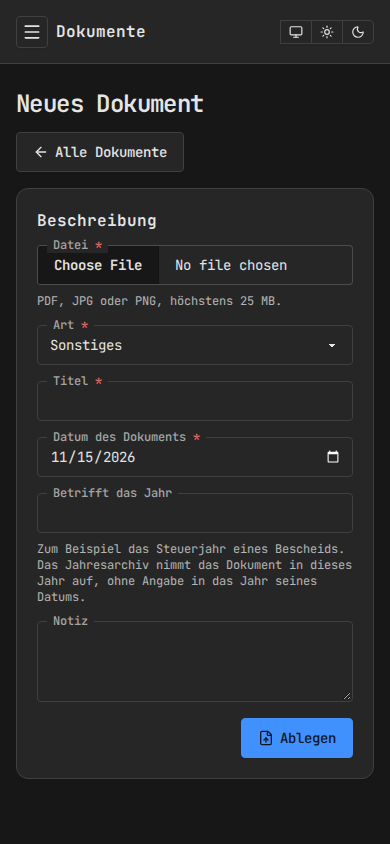 Dokumente
Neues Dokument
← Alle Dokumente
Beschreibung
Datei *
Choose File No file chosen
PDF, JPG oder PNG, höchstens 25 MB.
Art *
Sonstiges
Titel *
Datum des Dokuments *
11/15/2026
Betrifft das Jahr
Zum Beispiel das Steuerjahr eines Bescheids.
Das Jahresarchiv nimmt das Dokument in dieses
Jahr auf, ohne Angabe in das Jahr seines
Datums.
Notiz
Ablegen